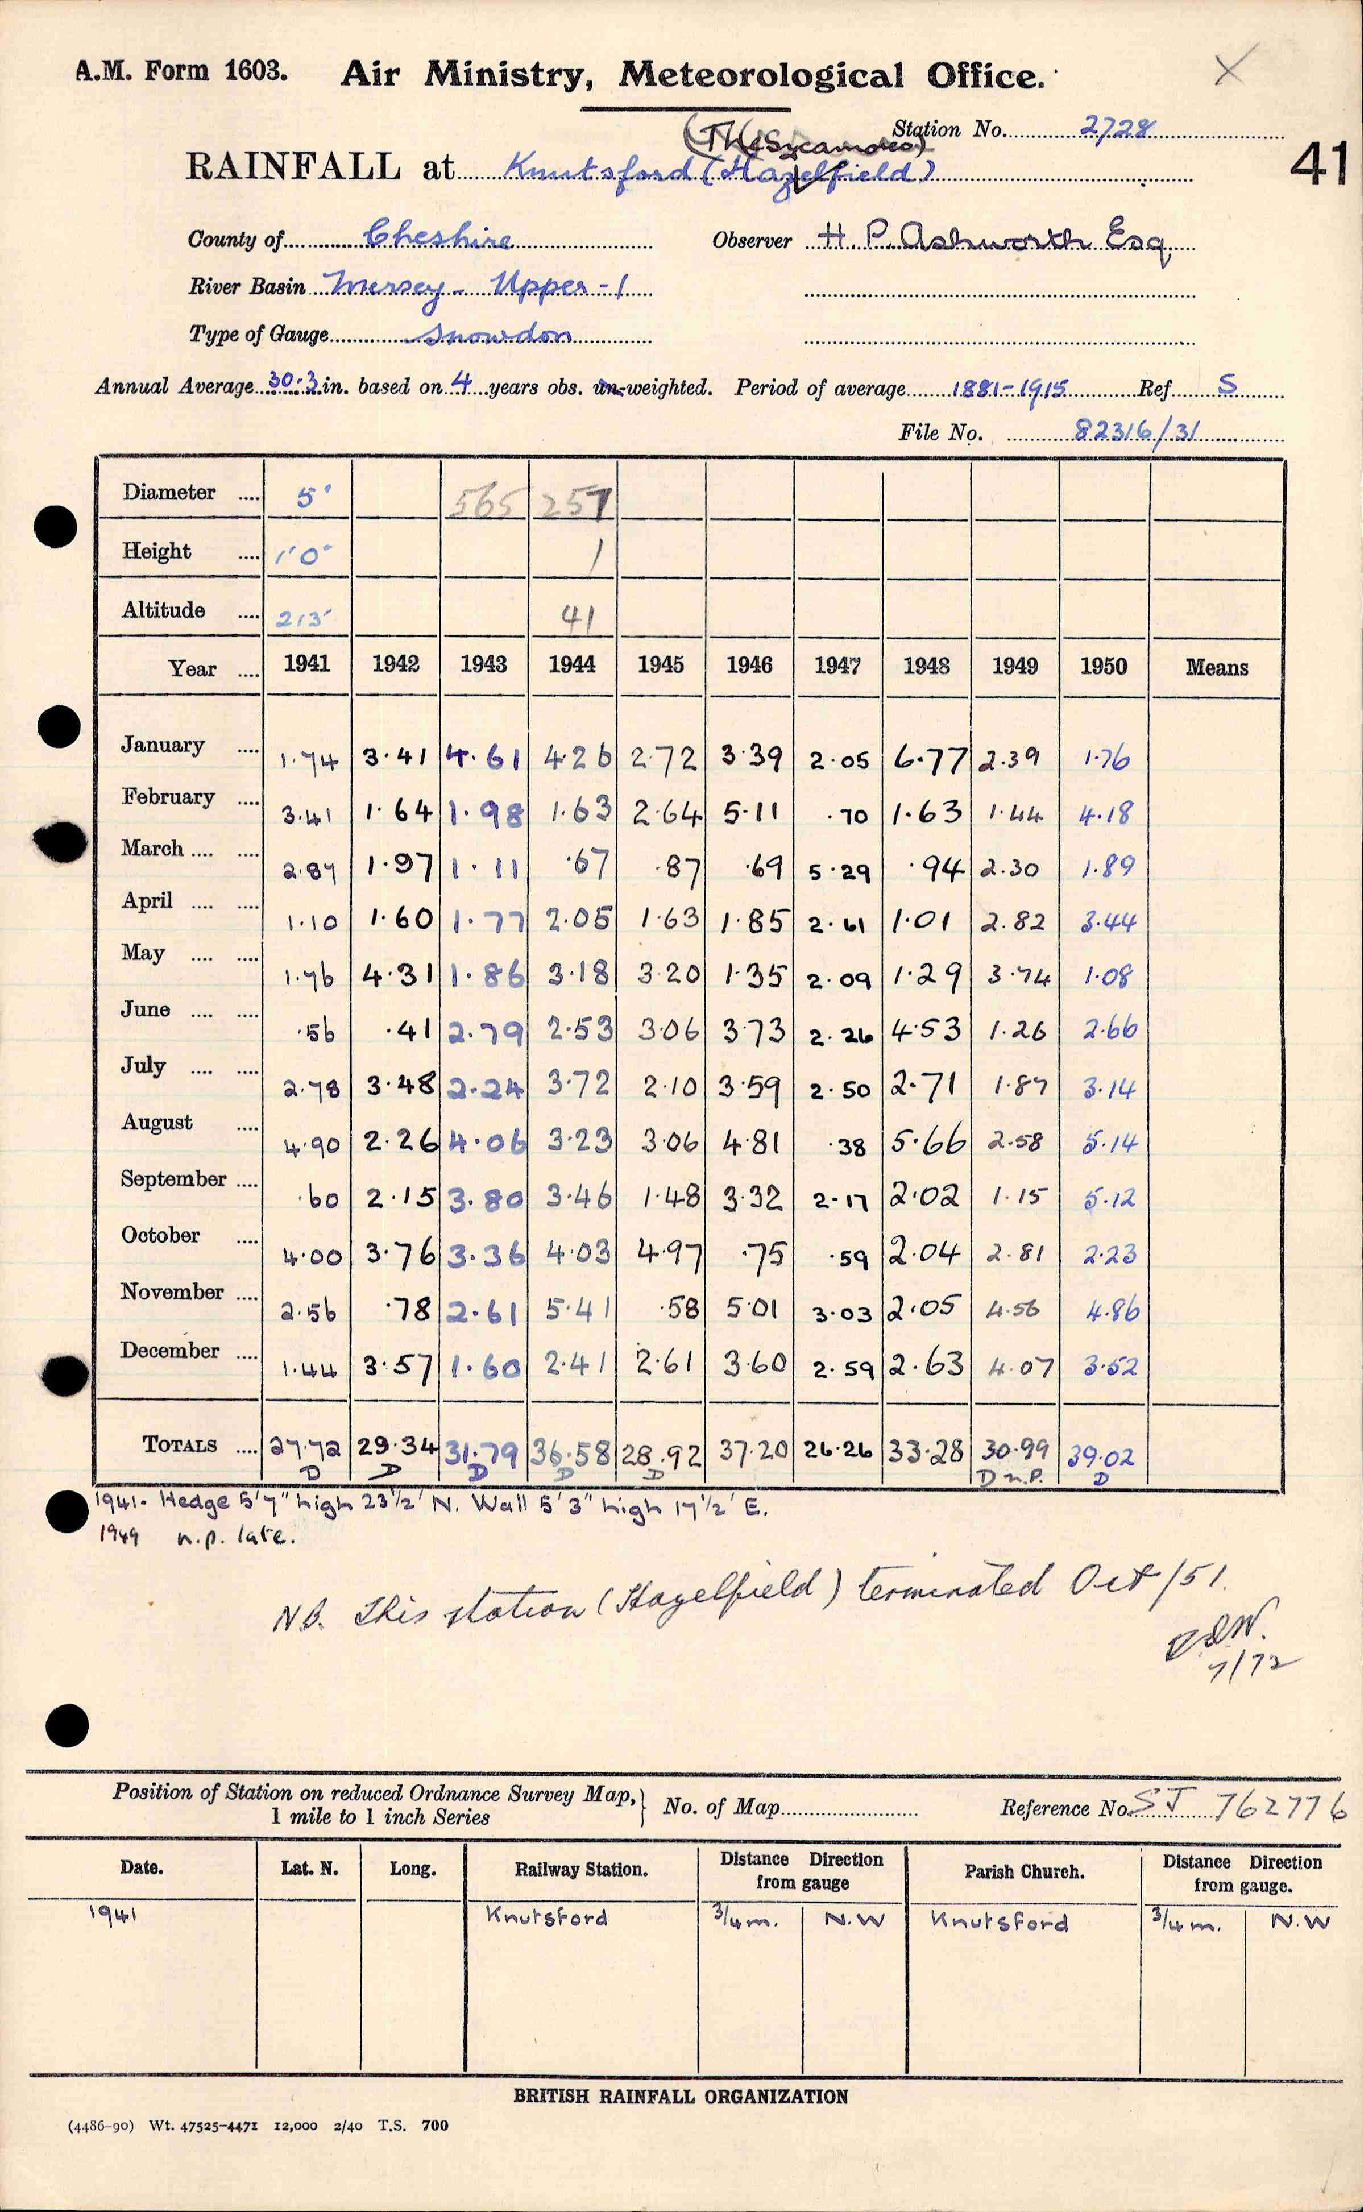 A.M. Form 1603. Air Ministry, Meteorological Office. X
Station No. 2728
(The Sycamores)
RAINFALL at Knutsford (Hazelfield) 41
County of Cheshire Observer H. P. Ashworth Esq
River Basin Mersey - Upper - 1
Type of Gauge Snowdon
Annual Average 30.3 in. based on 4 years obs. un-weighted. Period of average 1881-1915 Ref S
File No. 82316/31
Diameter .... 5" 565 257
Height .... 1'0" 1
Altitude .... 213' 41
Year .... 1941 1942 1943 1944 1945 1946 1947 1948 1949 1950 Means
January .... 1.74 3.41 4.61 4.26 2.72 3.39 2.05 6.77 2.39 1.76
February .... 3.41 1.64 1.98 1.63 2.64 5.11 .70 1.63 1.44 4.18
March .... .... 2.87 1.97 1.11 .67 .87 .69 5.29 .94 2.30 1.89
April .... .... 1.10 1.60 1.77 2.05 1.63 1.85 2.61 1.01 2.82 3.44
May .... .... 1.76 4.31 1.86 3.18 3.20 1.35 2.09 1.29 3.74 1.08
June .... .... .56 .41 2.79 2.53 3.06 3.73 2.26 4.53 1.26 2.66
July .... .... 2.78 3.48 2.24 3.72 2.10 3.59 2.50 2.71 1.87 3.14
August .... 4.90 2.26 4.06 3.23 3.06 4.81 .38 5.66 2.58 5.14
September .... .60 2.15 3.80 3.46 1.48 3.32 2.17 2.02 1.15 5.12
October .... 4.00 3.76 3.36 4.03 4.97 .75 .59 2.04 2.81 2.23
November .... 2.56 .78 2.61 5.41 .58 5.01 3.03 2.05 4.56 4.86
December .... 1.44 3.57 1.60 2.41 2.61 3.60 2.59 2.63 4.07 3.52
TOTALS .... 27.72 29.34 31.79 36.58 28.92 37.20 26.26 33.28 30.99 39.02
D D D D D D n.p. D
1941. Hedge 5'7" high 23½' N. Wall 5'3" high 17½' E.
1949 n.p. late.
NB. This station (Hazelfield) terminated Oct/51.
7/72
Position of Station on reduced Ordnance Survey Map, } No. of Map Reference No. SJ 762776
1 mile to 1 inch Series
Date. Lat. N. Long. Railway Station. Distance from gauge Direction Parish Church. Distance from gauge. Direction
1941 Knutsford 3/4 m. N.W Knutsford 3/4 m. N.W
BRITISH RAINFALL ORGANIZATION
(4486-90) Wt. 47525-4471 12,000 2/40 T.S. 700